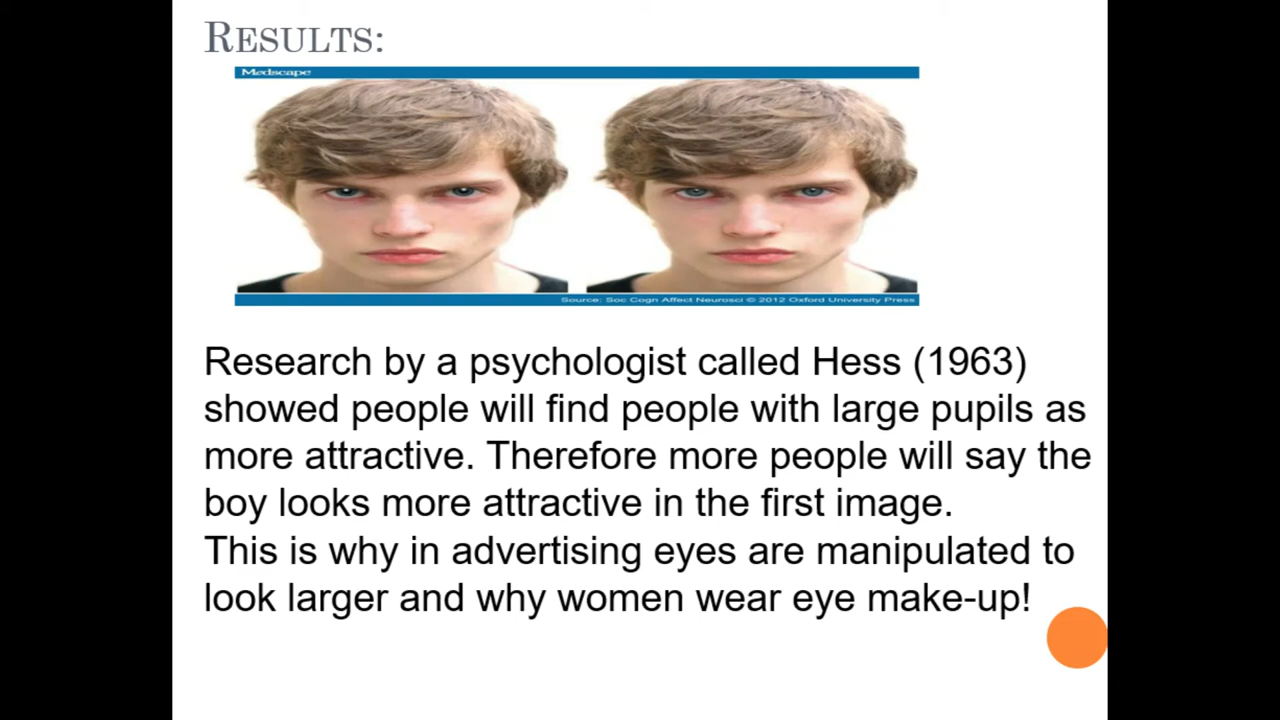 RESULTS:
Medscape
Source: Soc Cogn Affect Neurosci © 2012 Oxford University Press
Research by a psychologist called Hess (1963)
showed people will find people with large pupils as
more attractive. Therefore more people will say the
boy looks more attractive in the first image.
This is why in advertising eyes are manipulated to
look larger and why women wear eye make-up!